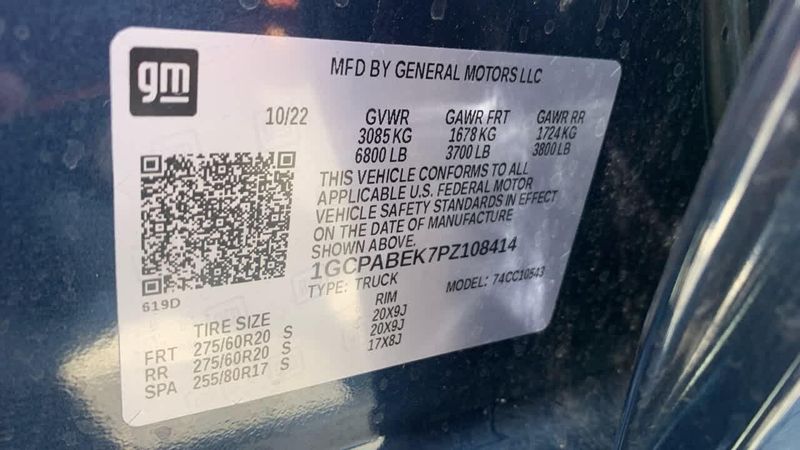 gm
MFD BY GENERAL MOTORS LLC
10/22 GVWR GAWR FRT GAWR RR
3085 KG 1678 KG 1724 KG
6800 LB 3700 LB 3800 LB
THIS VEHICLE CONFORMS TO ALL
APPLICABLE U.S. FEDERAL MOTOR
VEHICLE SAFETY STANDARDS IN EFFECT
ON THE DATE OF MANUFACTURE
SHOWN ABOVE.
1GCPABEK7PZ108414
TYPE: TRUCK MODEL: 74CC10543
619D
TIRE SIZE RIM
FRT 275/60R20 S 20X9J
RR 275/60R20 S 20X9J
SPA 255/80R17 S 17X8J